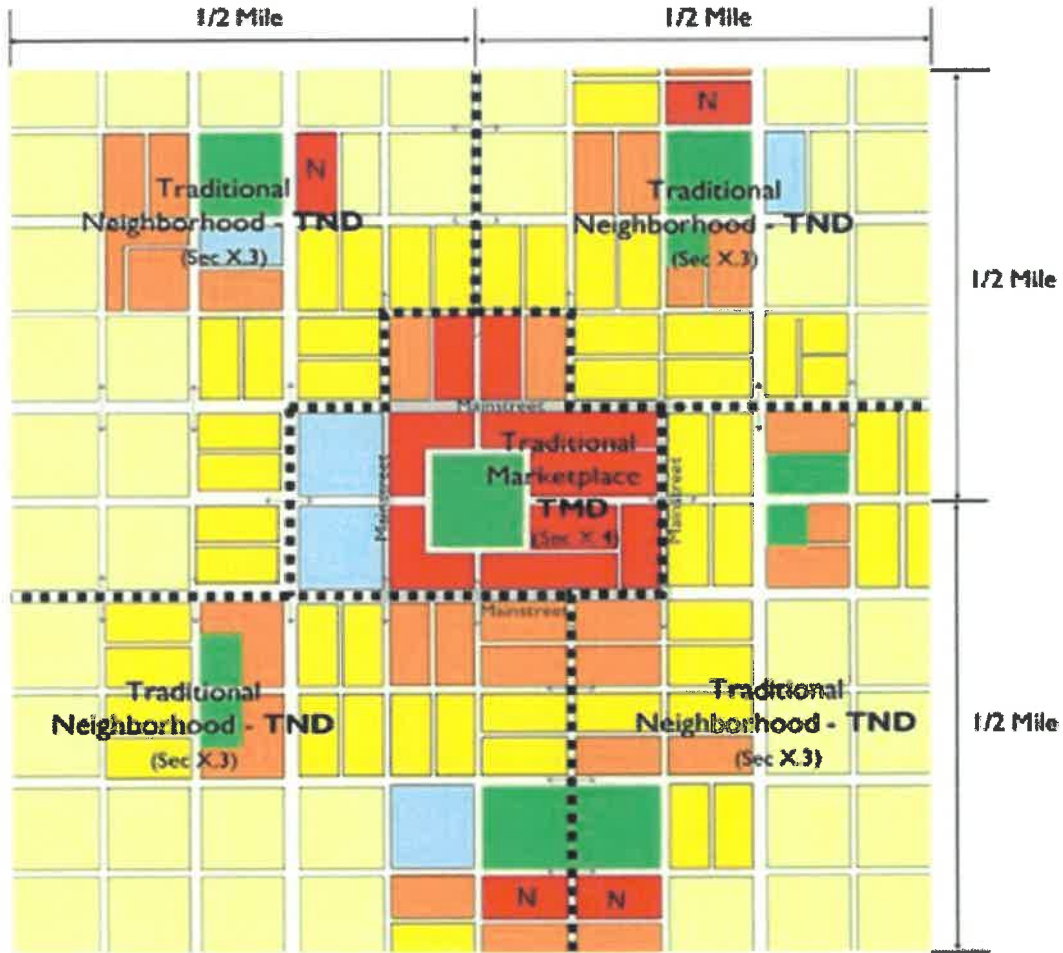 1/2 Mile
1/2 Mile
N
N
Traditional
Neighborhood - TND
(Sec X.3)
Traditional
Neighborhood - TND
(Sec X.3)
1/2 Mile
Mainstreet
Traditional
Marketplace
TMD
(Sec X.4)
Mainstreet
Mainstreet
Mainstreet
Traditional
Neighborhood - TND
(Sec X.3)
Traditional
Neighborhood - TND
(Sec X.3)
1/2 Mile
N
N